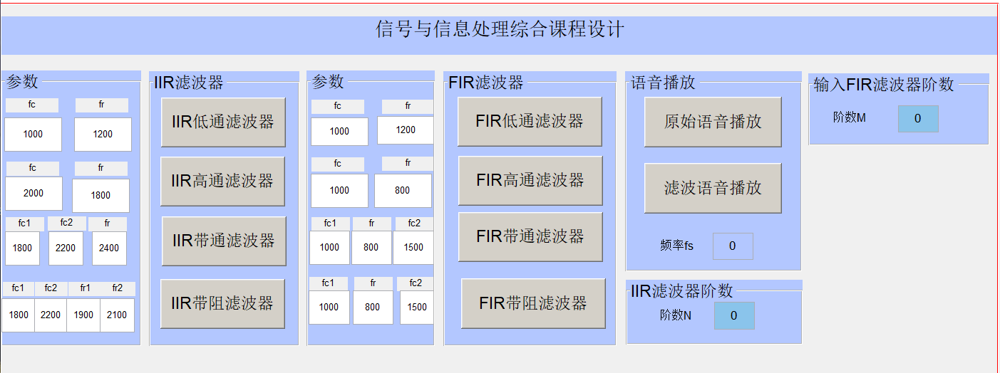 信号与信息处理综合课程设计
参数
fc fr
1000 1200
fc fr
2000 1800
fc1 fc2 fr
1800 2200 2400
fc1 fc2 fr1 fr2
1800 2200 1900 2100
IIR滤波器
IIR低通滤波器
IIR高通滤波器
IIR带通滤波器
IIR带阻滤波器
参数
fc fr
1000 1200
fc fr
1000 800
fc1 fr fc2
1000 800 1500
fc1 fr fc2
1000 800 1500
FIR滤波器
FIR低通滤波器
FIR高通滤波器
FIR带通滤波器
FIR带阻滤波器
语音播放
原始语音播放
滤波语音播放
频率fs 0
IIR滤波器阶数
阶数N 0
输入FIR滤波器阶数
阶数M 0